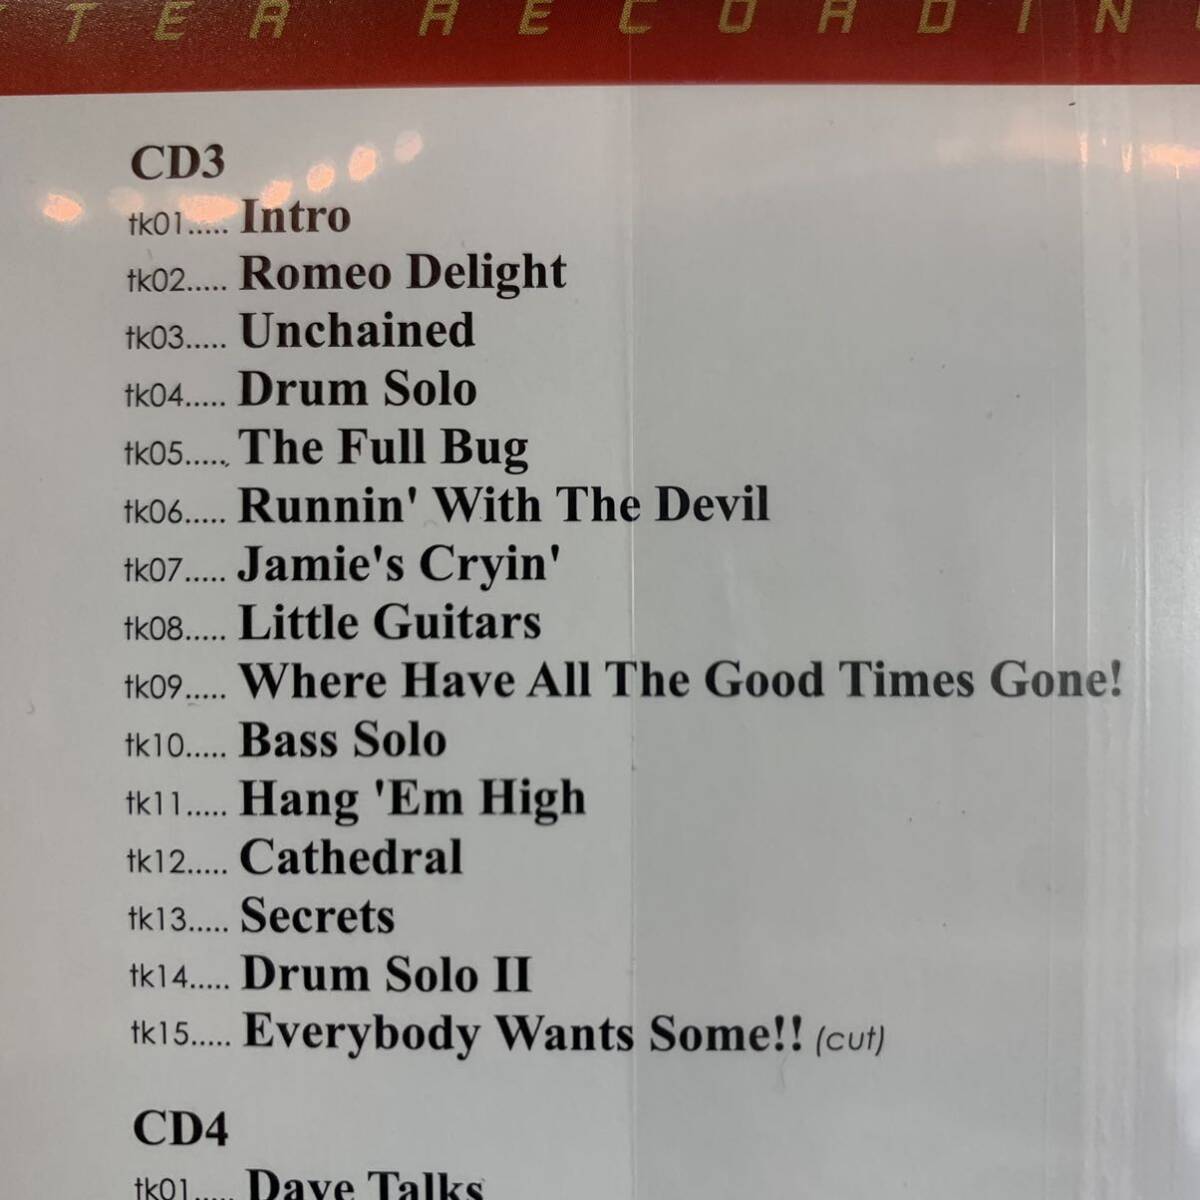 TER RECORDIN
CD3
tk01..... Intro
tk02..... Romeo Delight
tk03..... Unchained
tk04..... Drum Solo
tk05..... The Full Bug
tk06..... Runnin' With The Devil
tk07..... Jamie's Cryin'
tk08..... Little Guitars
tk09..... Where Have All The Good Times Gone!
tk10..... Bass Solo
tk11..... Hang 'Em High
tk12..... Cathedral
tk13..... Secrets
tk14..... Drum Solo II
tk15..... Everybody Wants Some!! (cut)
CD4
tk01..... Dave Talks